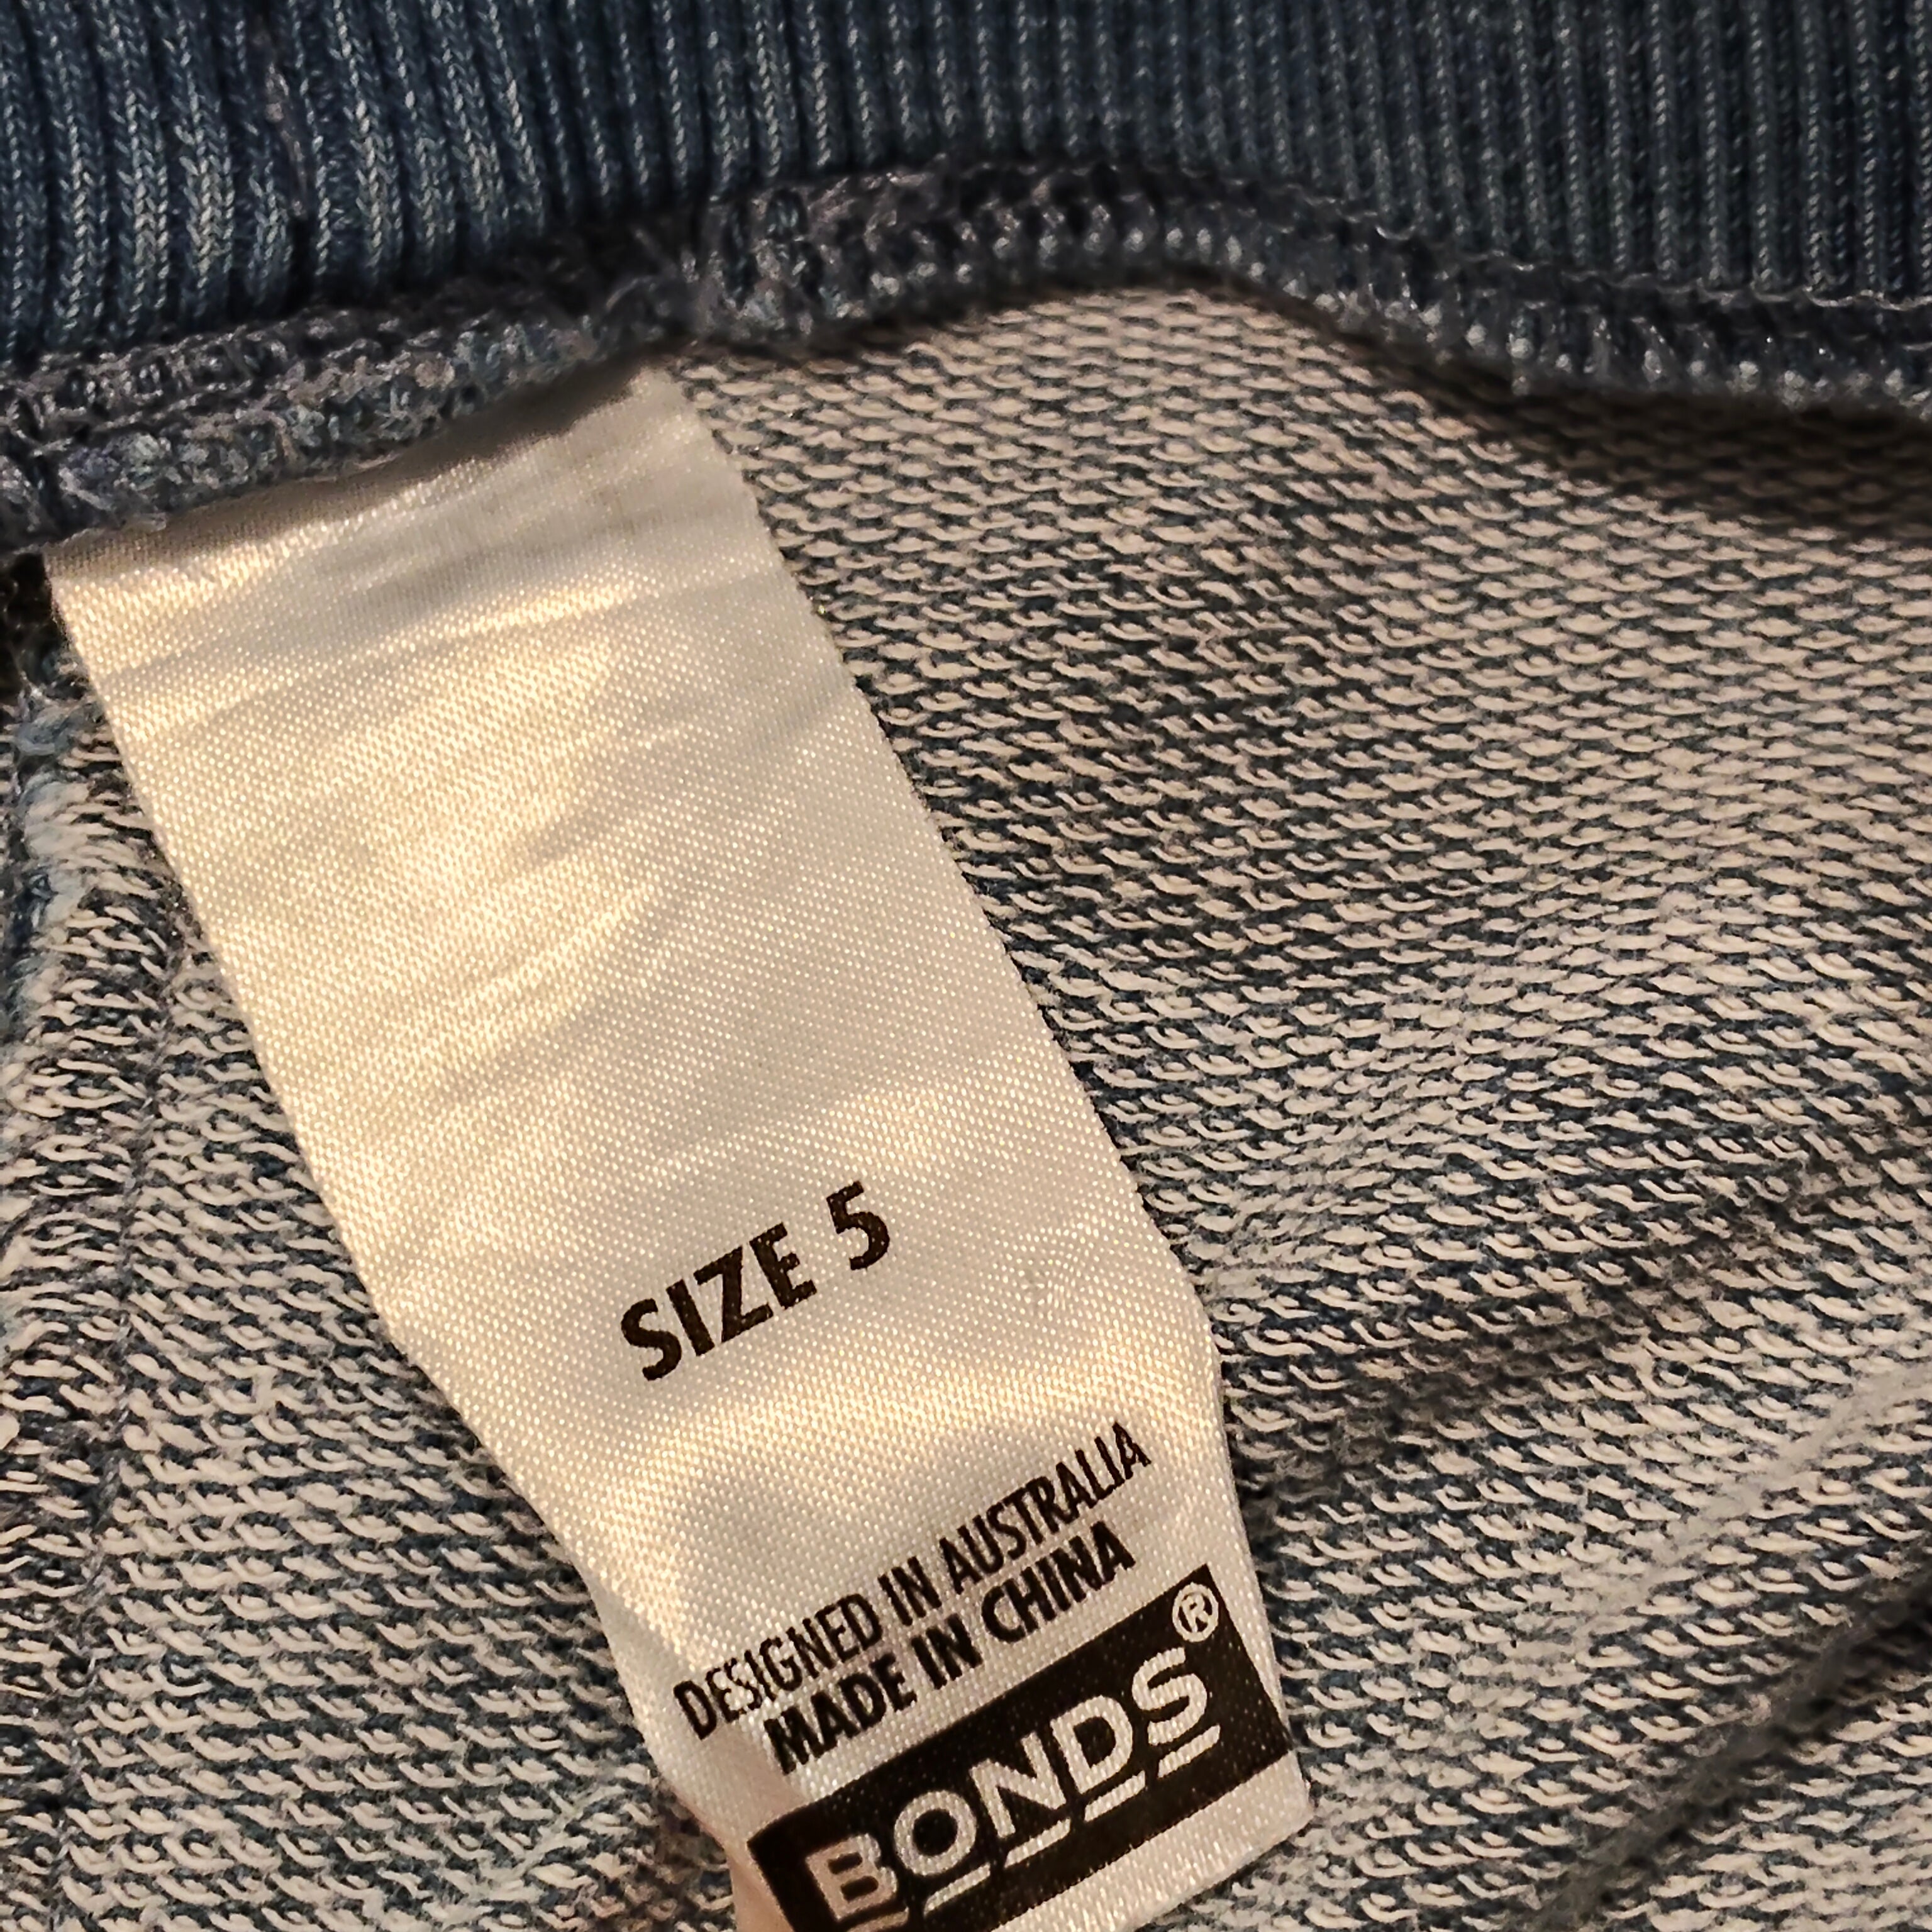 SIZE 5
DESIGNED IN AUSTRALIA
MADE IN CHINA
BONDS®